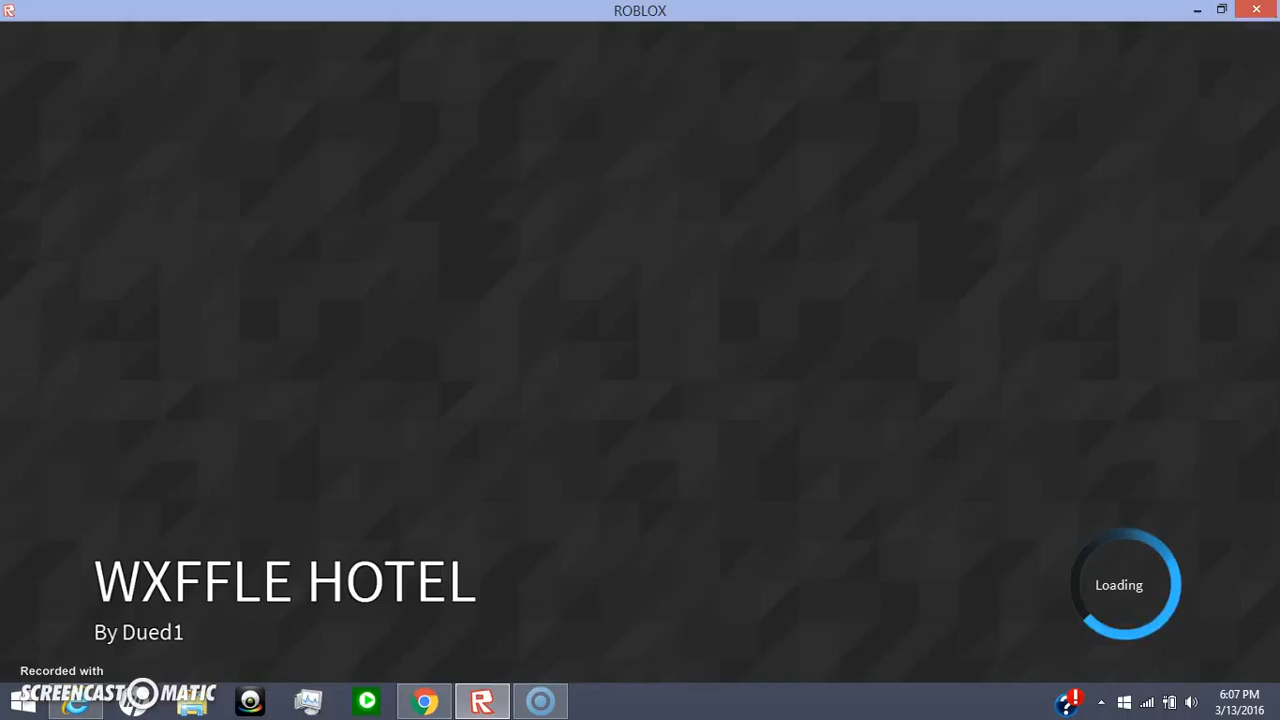 ROBLOX
WXFFLE HOTEL
By Dued1
Loading
Recorded with
SCREENCAST MATIC
6:07 PM
3/13/2016